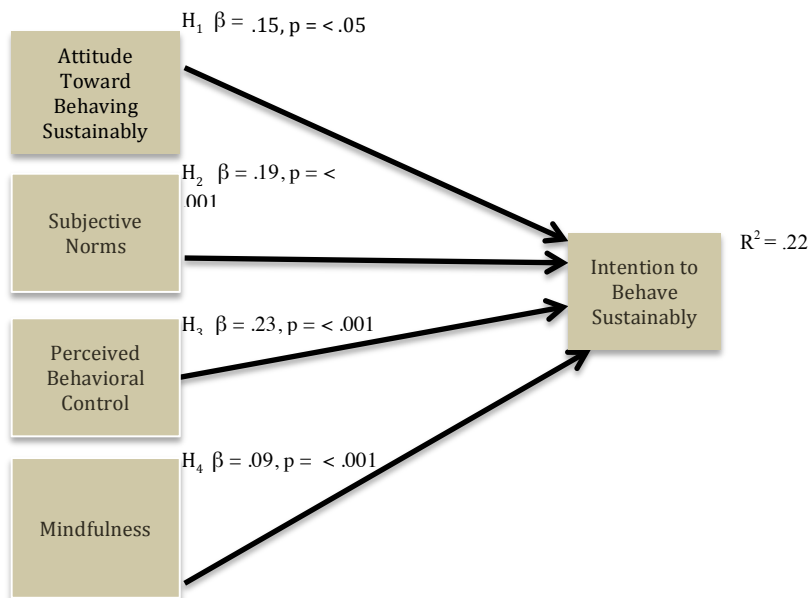 H₁ β = .15, p = < .05
Attitude
Toward
Behaving
Sustainably
H₂ β = .19, p = <
.001
Subjective
Norms
R² = .22
Intention to
Behave
Sustainably
H₃ β = .23, p = < .001
Perceived
Behavioral
Control
H₄ β = .09, p = < .001
Mindfulness